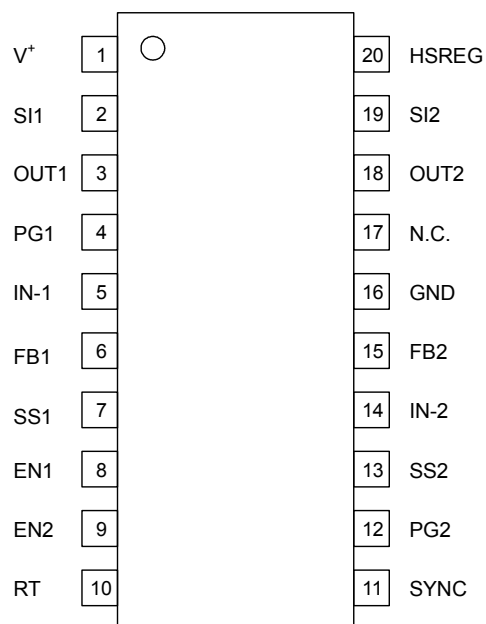 V⁺ 1 20 HSREG
SI1 2 19 SI2
OUT1 3 18 OUT2
PG1 4 17 N.C.
IN-1 5 16 GND
FB1 6 15 FB2
SS1 7 14 IN-2
EN1 8 13 SS2
EN2 9 12 PG2
RT 10 11 SYNC